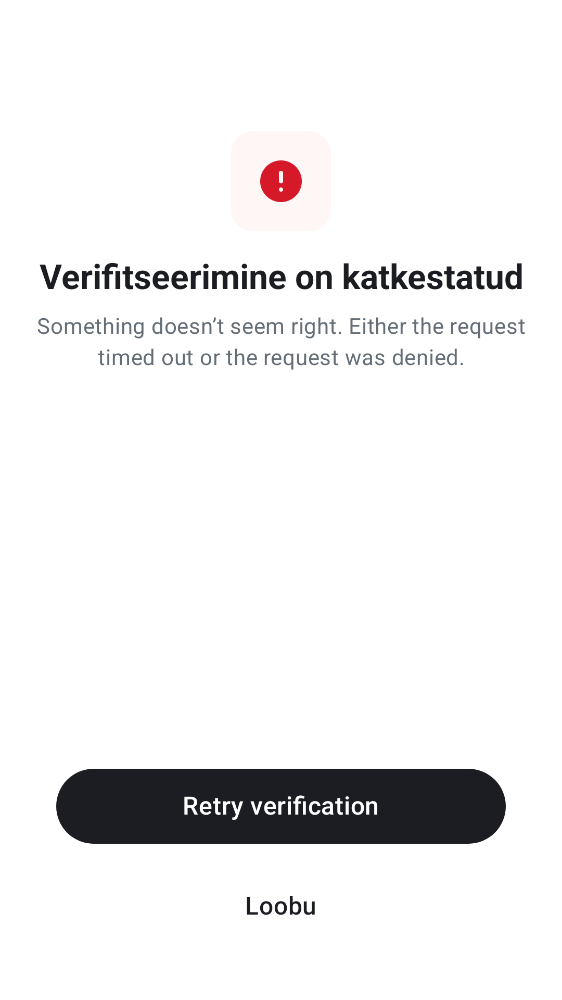 Verifitseerimine on katkestatud
Something doesn’t seem right. Either the request
timed out or the request was denied.
Retry verification
Loobu